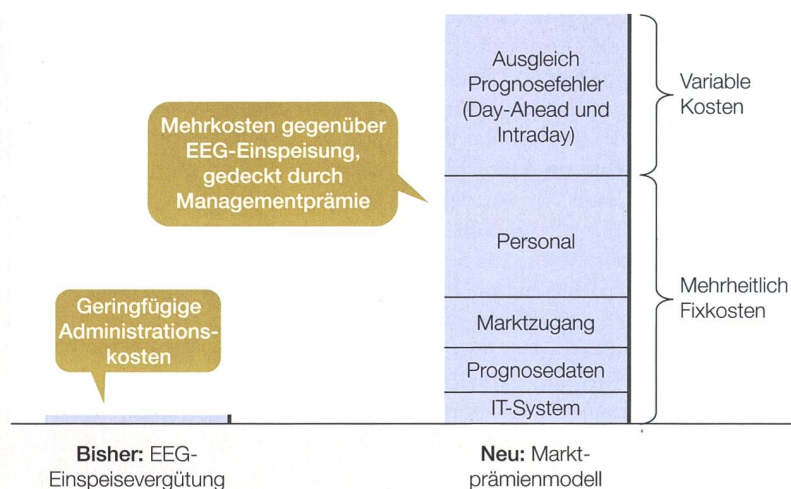 Ausgleich
Prognosefehler
(Day-Ahead und
Intraday)
Variable
Kosten
Mehrkosten gegenüber
EEG-Einspeisung,
gedeckt durch
Managementprämie
Personal
Mehrheitlich
Fixkosten
Geringfügige
Administrations-
kosten
Marktzugang
Prognosedaten
IT-System
Bisher: EEG-
Einspeisevergütung
Neu: Markt-
prämienmodell